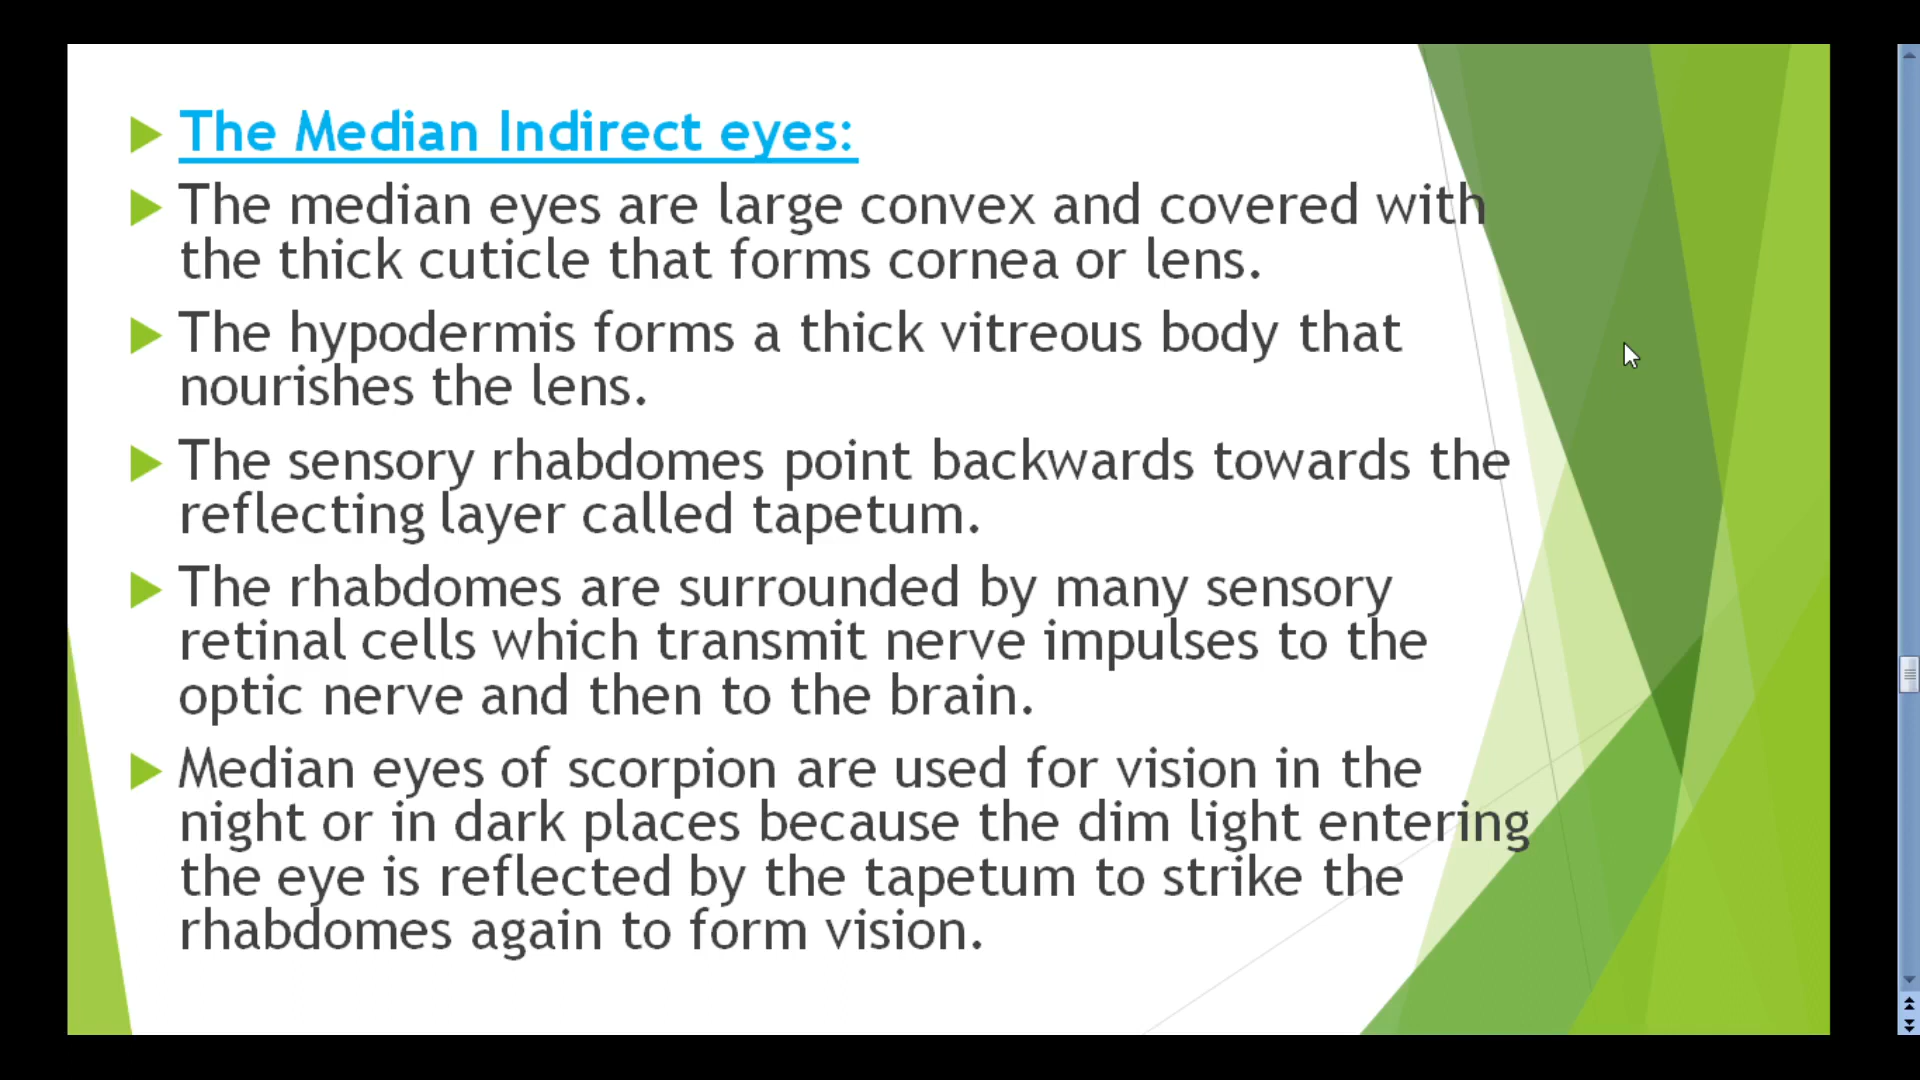 The Median Indirect eyes:
The median eyes are large convex and covered with
the thick cuticle that forms cornea or lens.
The hypodermis forms a thick vitreous body that
nourishes the lens.
The sensory rhabdomes point backwards towards the
reflecting layer called tapetum.
The rhabdomes are surrounded by many sensory
retinal cells which transmit nerve impulses to the
optic nerve and then to the brain.
Median eyes of scorpion are used for vision in the
night or in dark places because the dim light entering
the eye is reflected by the tapetum to strike the
rhabdomes again to form vision.